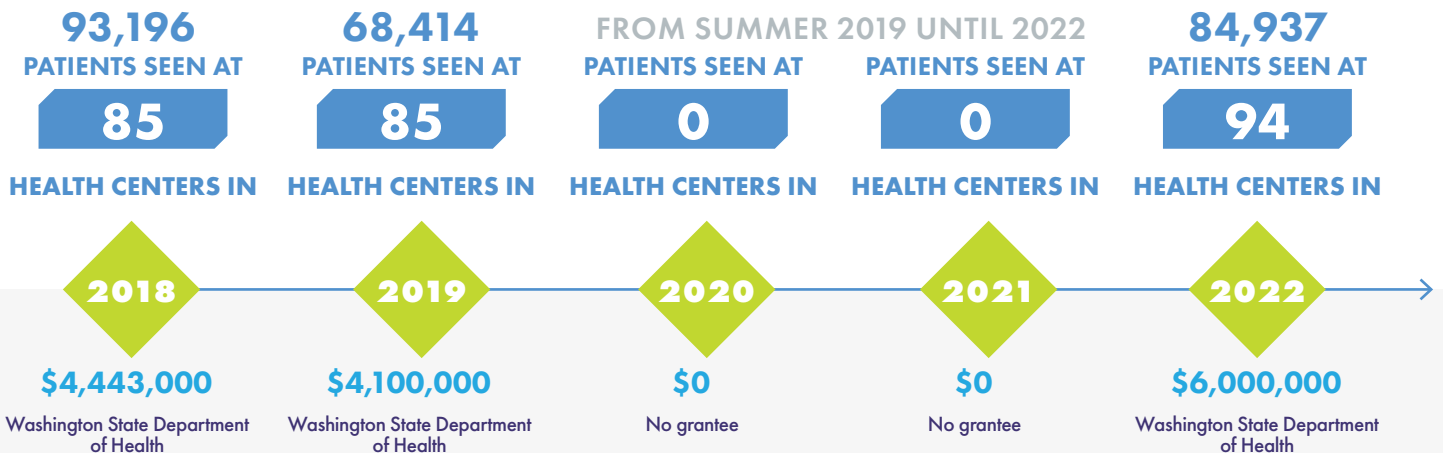 93,196
PATIENTS SEEN AT
85
HEALTH CENTERS IN
2018
$4,443,000
Washington State Department
of Health
68,414
PATIENTS SEEN AT
85
HEALTH CENTERS IN
2019
$4,100,000
Washington State Department
of Health
FROM SUMMER 2019 UNTIL 2022
PATIENTS SEEN AT
0
HEALTH CENTERS IN
2020
$0
No grantee
PATIENTS SEEN AT
0
HEALTH CENTERS IN
2021
$0
No grantee
84,937
PATIENTS SEEN AT
94
HEALTH CENTERS IN
2022
$6,000,000
Washington State Department
of Health